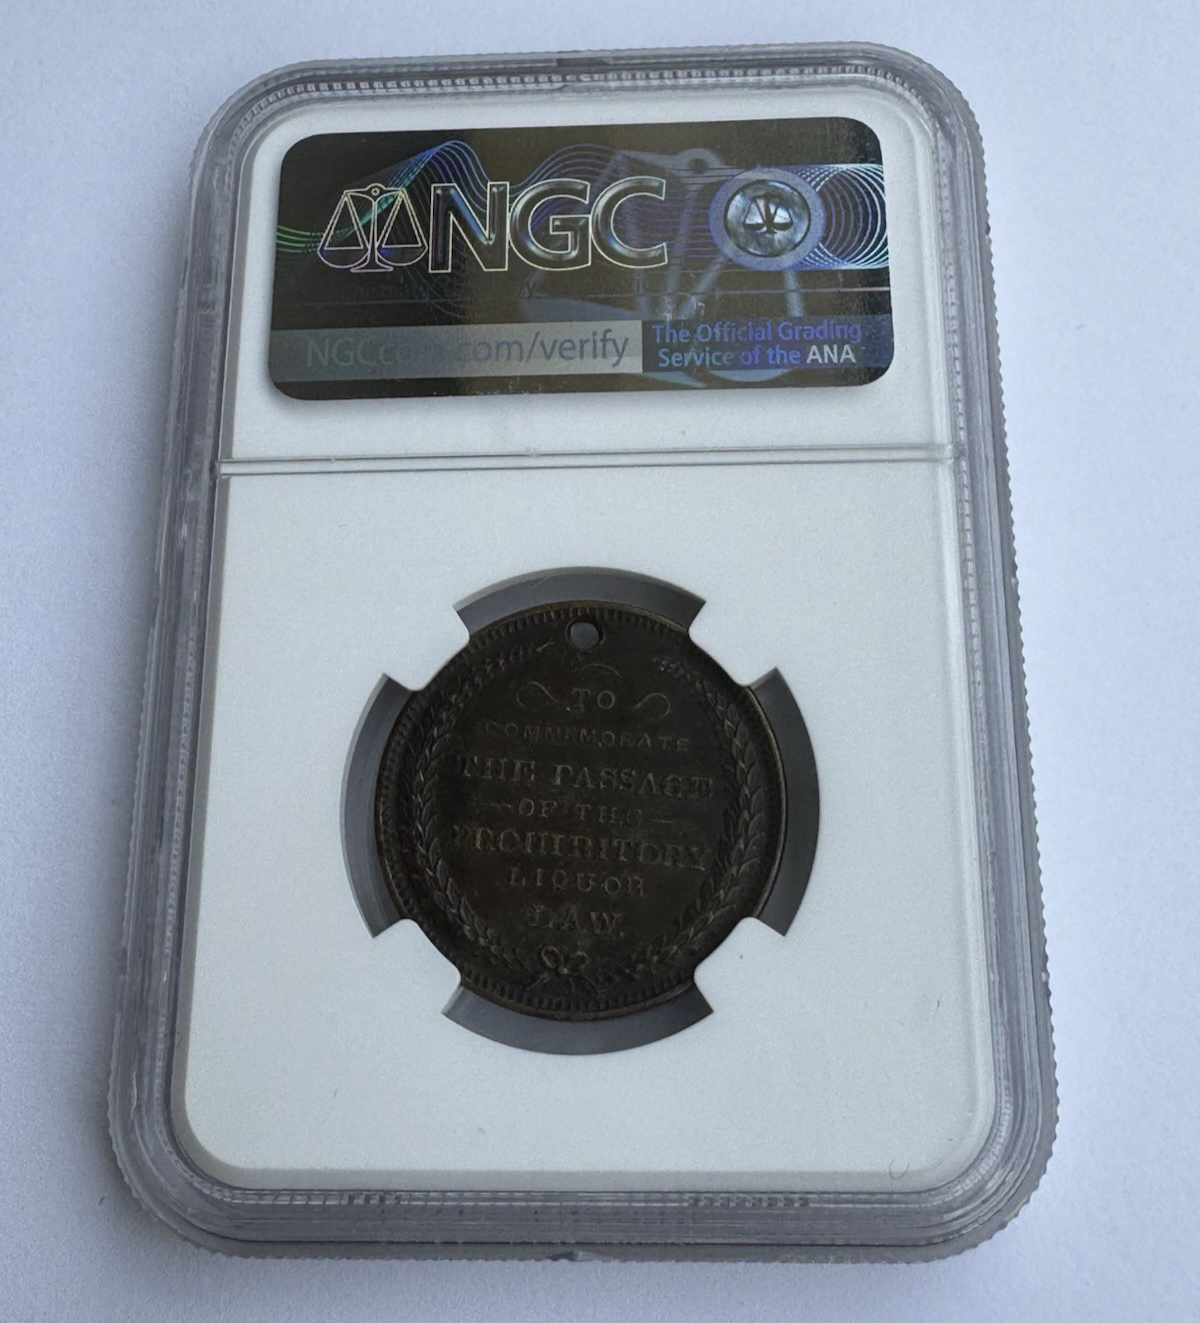 NGC
NGCcoin.com/verify
The Official Grading
Service of the ANA
TO
COMMEMORATE
THE PASSAGE
OF THE
PROHIBITORY
LIQUOR
LAW.